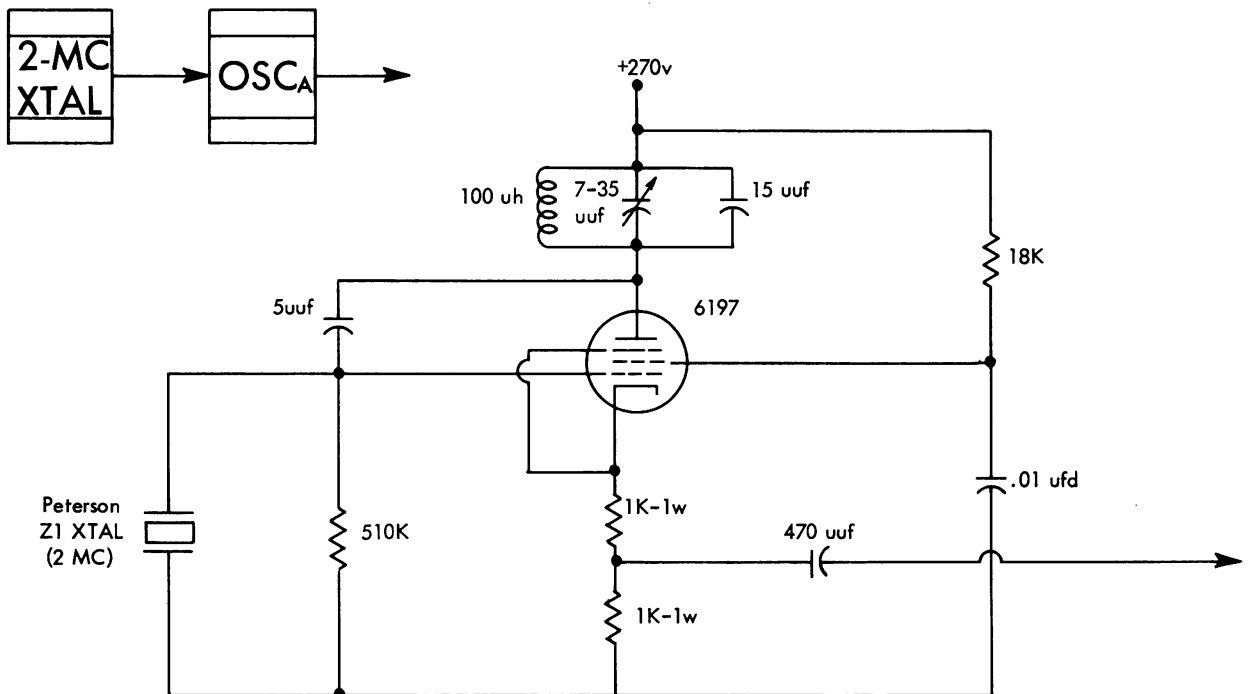 2-MC
XTAL
OSCA
+270v
100 uh
7-35
uuf
15 uuf
18K
5uuf
6197
Peterson
Z1 XTAL
(2 MC)
510K
1K-1w
470 uuf
.01 ufd
1K-1w